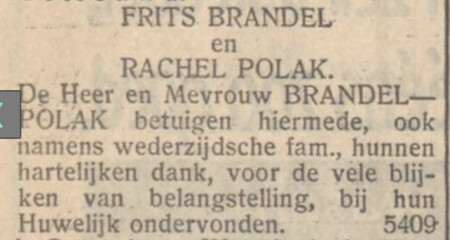 FRITS BRANDEL
en
RACHEL POLAK.
De Heer en Mevrouw BRANDEL—
POLAK betuigen hiermede, ook
namens wederzijdsche fam., hunnen
hartelijken dank, voor de vele blij-
ken van belangstelling, bij hun
Huwelijk ondervonden. 5409